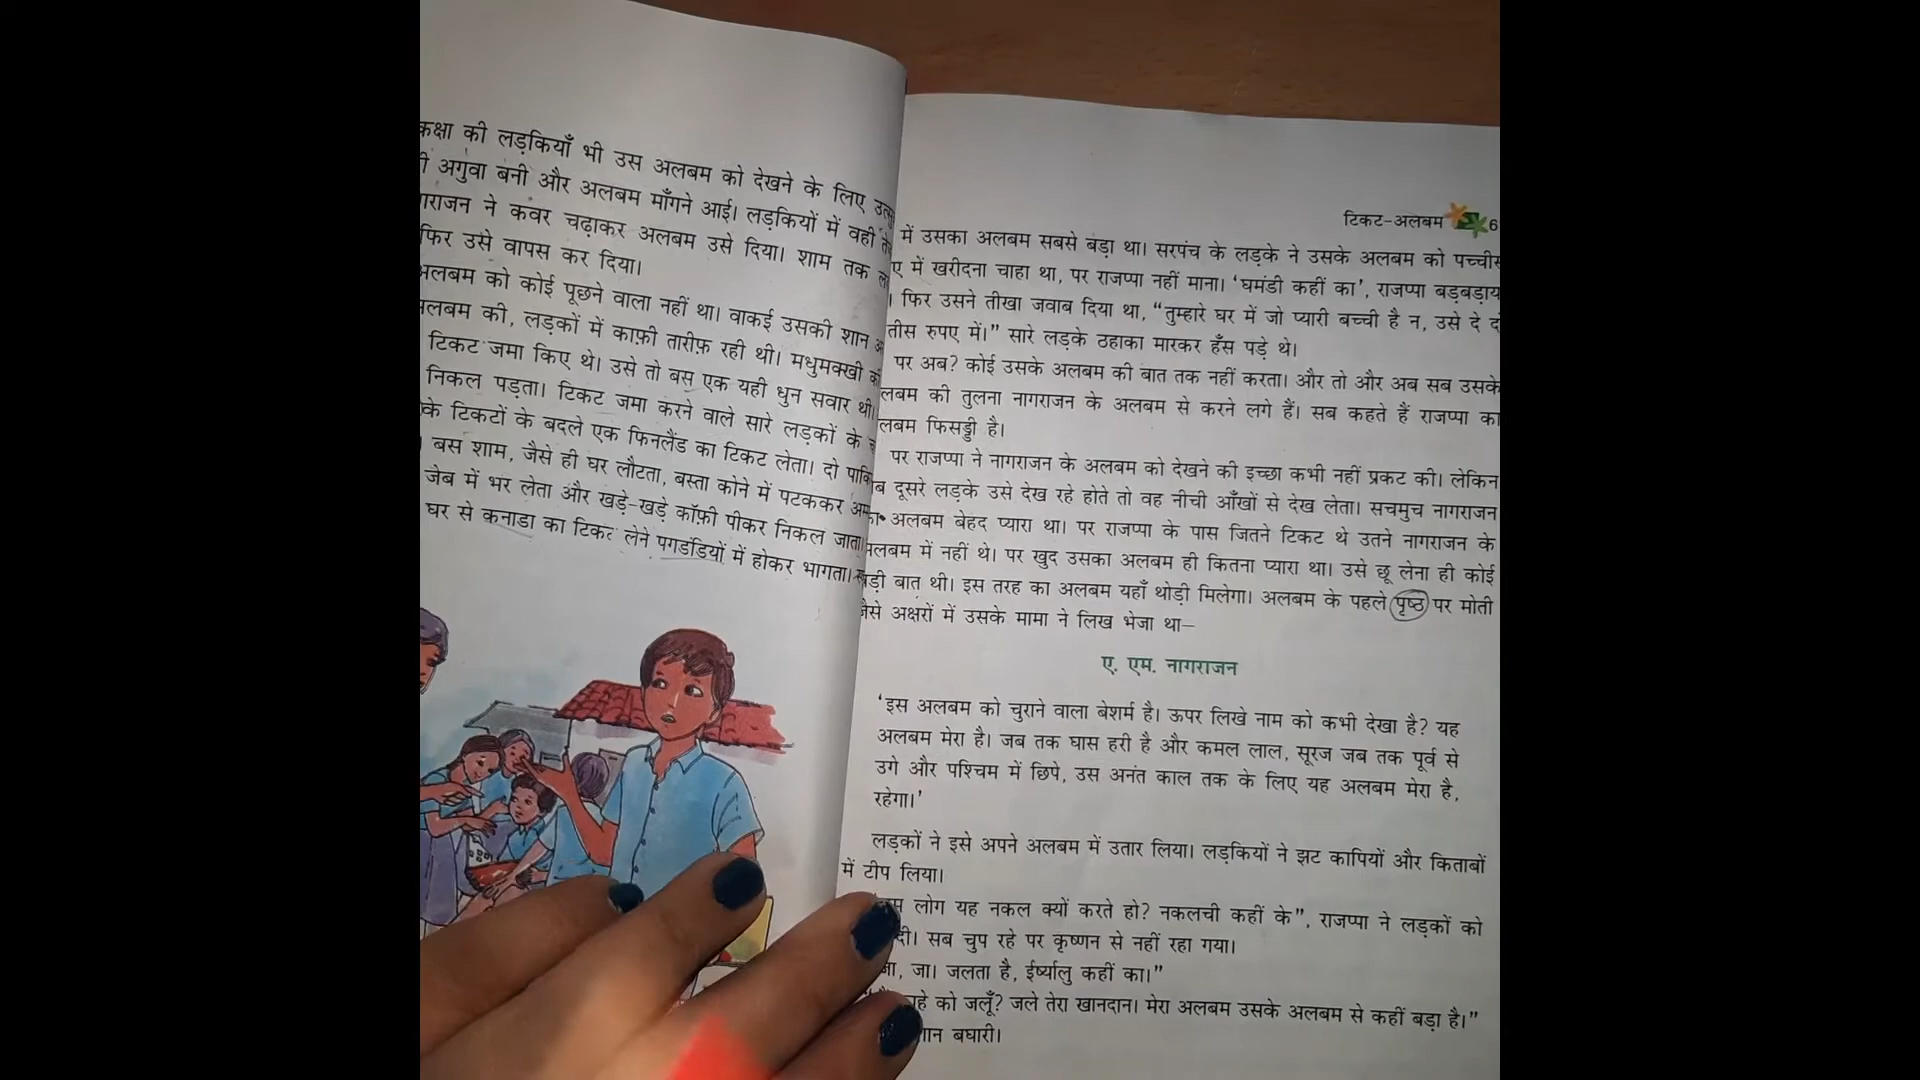 कक्षा की लड़कियाँ भी उस अलबम को देखने के लिए
अगुवा बनी और अलबम माँगने आई। लड़कियों में वही
ने कवर चढ़ाकर अलबम उसे दिया। शाम तक
फिर उसे वापस कर दिया।
अलबम को कोई पूछने वाला नहीं था। वाकई उसकी शान
अलबम की, लड़कों में काफ़ी तारीफ़ रही थी। मधुमक्खी
टिकट जमा किए थे। उसे तो बस एक यही धुन सवार थी।
निकल पड़ता। टिकट जमा करने वाले सारे लड़कों के
के टिकटों के बदले एक फिनलैंड का टिकट लेता। दो
बस शाम, जैसे ही घर लौटता, बस्ता कोने में पटककर
जेब में भर लेता और खड़े-खड़े कॉफ़ी पीकर निकल जाता।
घर से कनाडा का टिकट लेने पगडंडियों में होकर भागता।
टिकट-अलबम 6
में उसका अलबम सबसे बड़ा था। सरपंच के लड़के ने उसके अलबम को पच्चीस
में खरीदना चाहा था, पर राजप्पा नहीं माना। ‘घमंडी कहीं का’, राजप्पा
फिर उसने तीखा जवाब दिया था, “तुम्हारे घर में जो प्यारी बच्ची है न, उसे दे
तीस रुपए में।” सारे लड़के ठहाका मारकर हँस पड़े थे।
पर अब? कोई उसके अलबम की बात तक नहीं करता। और तो और अब सब उसके
की तुलना नागराजन के अलबम से करने लगे हैं। सब कहते हैं राजप्पा का
फिसड्डी है।
पर राजप्पा ने नागराजन के अलबम को देखने की इच्छा कभी नहीं प्रकट की। लेकिन
दूसरे लड़के उसे देख रहे होते तो वह नीची आँखों से देख लेता। सचमुच नागराजन
का अलबम बेहद प्यारा था। पर राजप्पा के पास जितने टिकट थे उतने नागराजन के
अलबम में नहीं थे। पर खुद उसका अलबम ही कितना प्यारा था। उसे छू लेना ही कोई
बड़ी बात थी। इस तरह का अलबम यहाँ थोड़ी मिलेगा। अलबम के पहले पृष्ठ पर मोती
जैसे अक्षरों में उसके मामा ने लिख भेजा था–
ए. एम. नागराजन
‘इस अलबम को चुराने वाला बेशर्म है। ऊपर लिखे नाम को कभी देखा है? यह
अलबम मेरा है। जब तक घास हरी है और कमल लाल, सूरज जब तक पूर्व से
उगे और पश्चिम में छिपे, उस अनंत काल तक के लिए यह अलबम मेरा है,
रहेगा।’
लड़कों ने इसे अपने अलबम में उतार लिया। लड़कियों ने झट कापियों और किताबों
में टीप लिया।
लोग यह नकल क्यों करते हो? नकलची कहीं के”, राजप्पा ने लड़कों को
दी। सब चुप रहे पर कृष्णन से नहीं रहा गया।
जा, जा। जलता है, ईर्ष्यालु कहीं का।”
को जलूँ? जले तेरा खानदान। मेरा अलबम उसके अलबम से कहीं बड़ा है।”
बघारी।